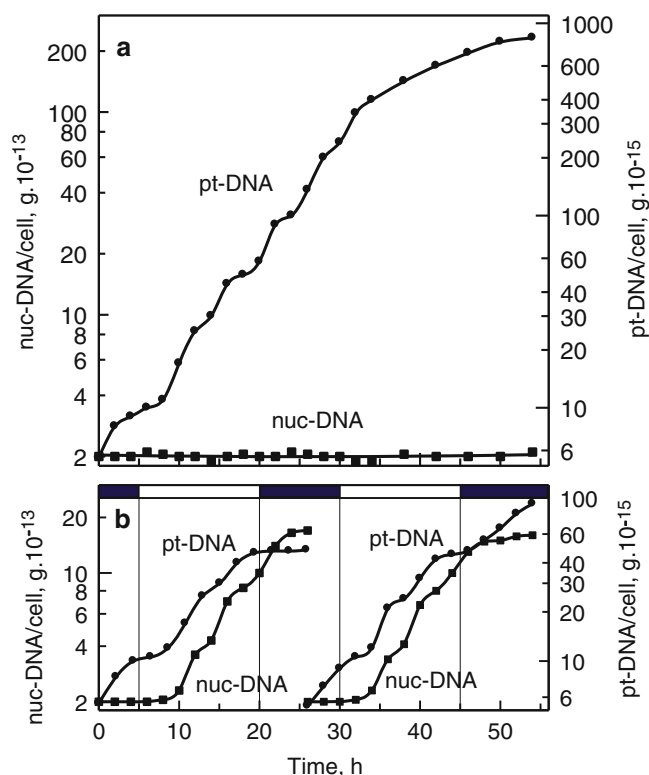 a
nuc-DNA/cell, g.10-13
200
100
80
60
40
20
10
8
6
4
2
pt-DNA/cell, g.10-15
1000
600
400
300
200
100
60
40
30
20
10
6
pt-DNA
nuc-DNA
b
nuc-DNA/cell, g.10-13
20
10
8
6
4
2
pt-DNA/cell, g.10-15
100
60
40
30
20
10
6
pt-DNA
pt-DNA
nuc-DNA
nuc-DNA
0 10 20 30 40 50
Time, h